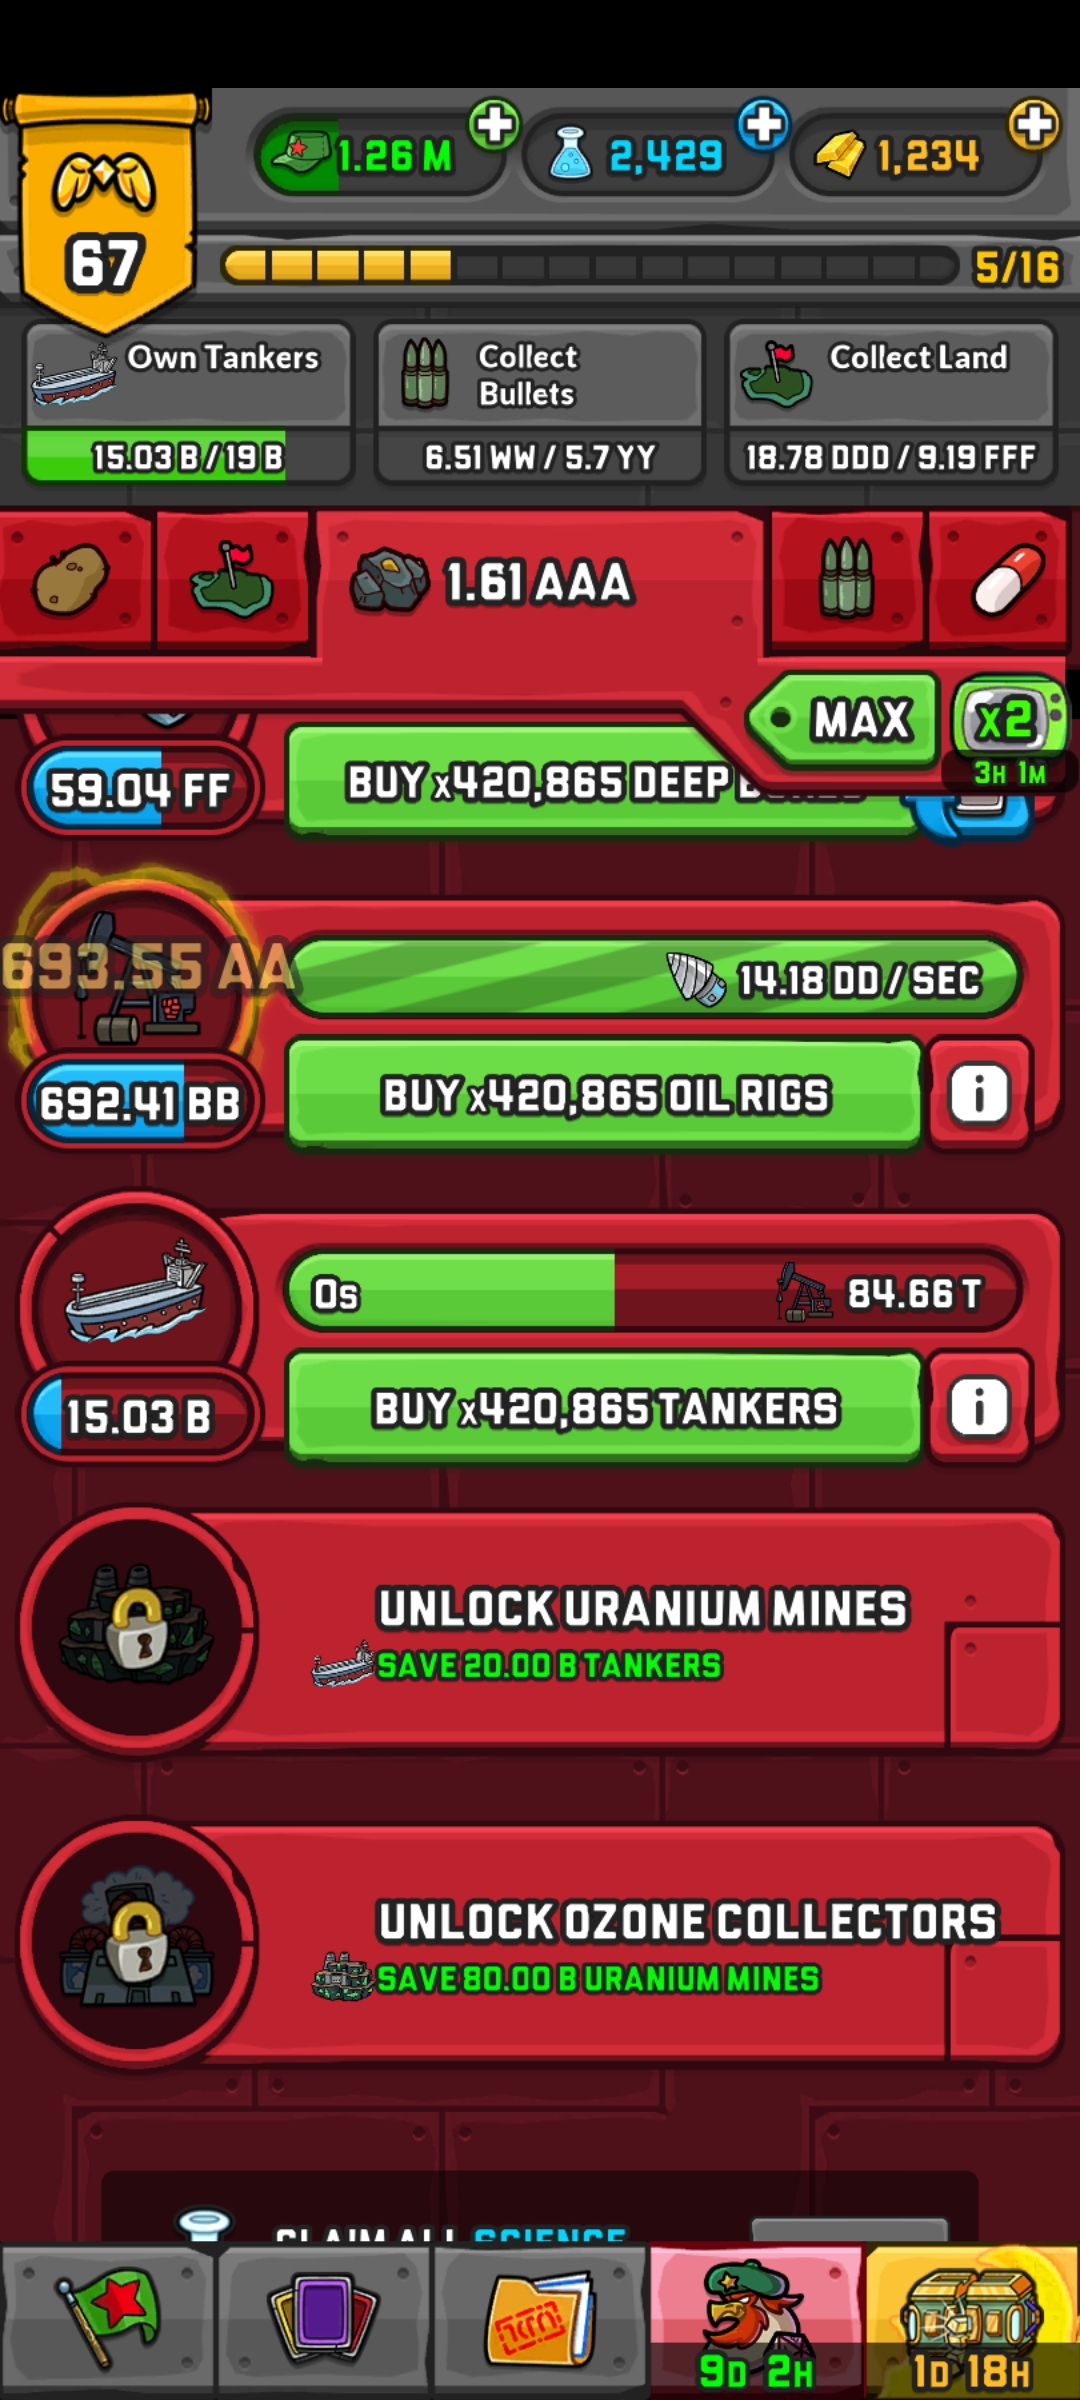 67
1.26 M
2,429
1,234
5/16
Own Tankers
15.03 B / 19 B
Collect
Bullets
6.51 WW / 5.7 YY
Collect Land
18.78 DDD / 9.19 FFF
1.61 AAA
MAX
x2
3H 1M
59.04 FF
BUY x420,865 DEEP
693.55 AA
14.18 DD / SEC
692.41 BB
BUY x420,865 OIL RIGS
i
0s
84.66 T
15.03 B
BUY x420,865 TANKERS
i
UNLOCK URANIUM MINES
SAVE 20.00 B TANKERS
UNLOCK OZONE COLLECTORS
SAVE 80.00 B URANIUM MINES
CLAIM ALL SCIENCE
9D 2H
1D 18H